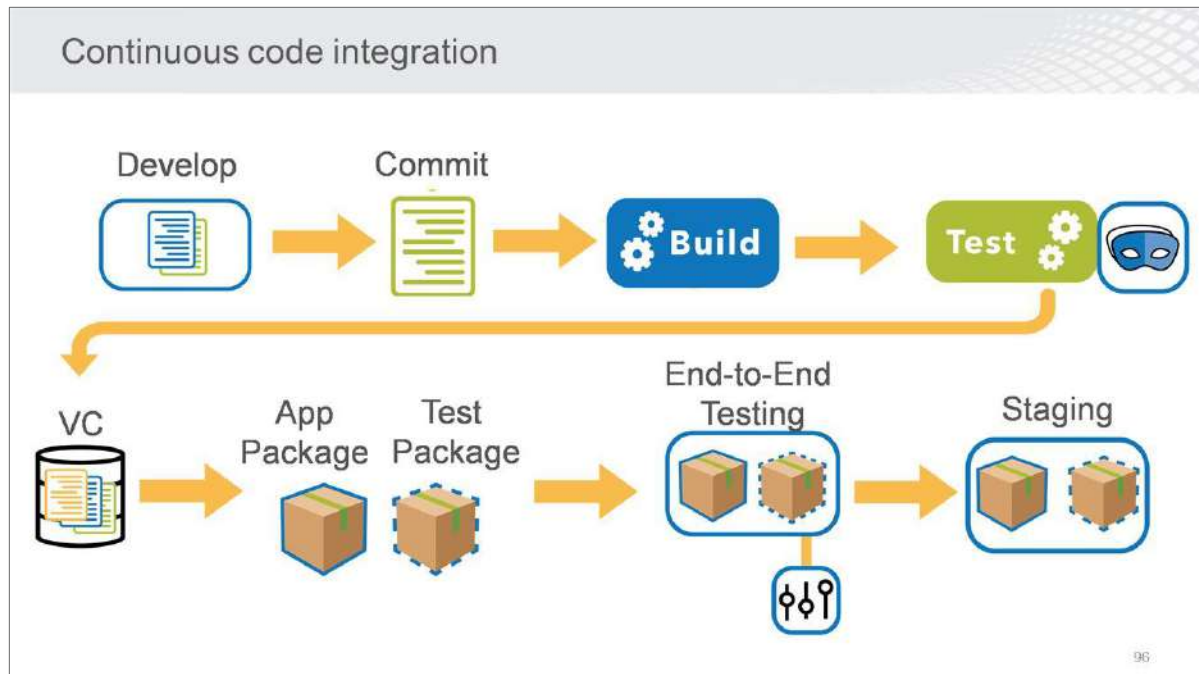 Continuous code integration
Develop
Commit
Build
Test
VC
App
Package
Test
Package
End-to-End
Testing
Staging
96